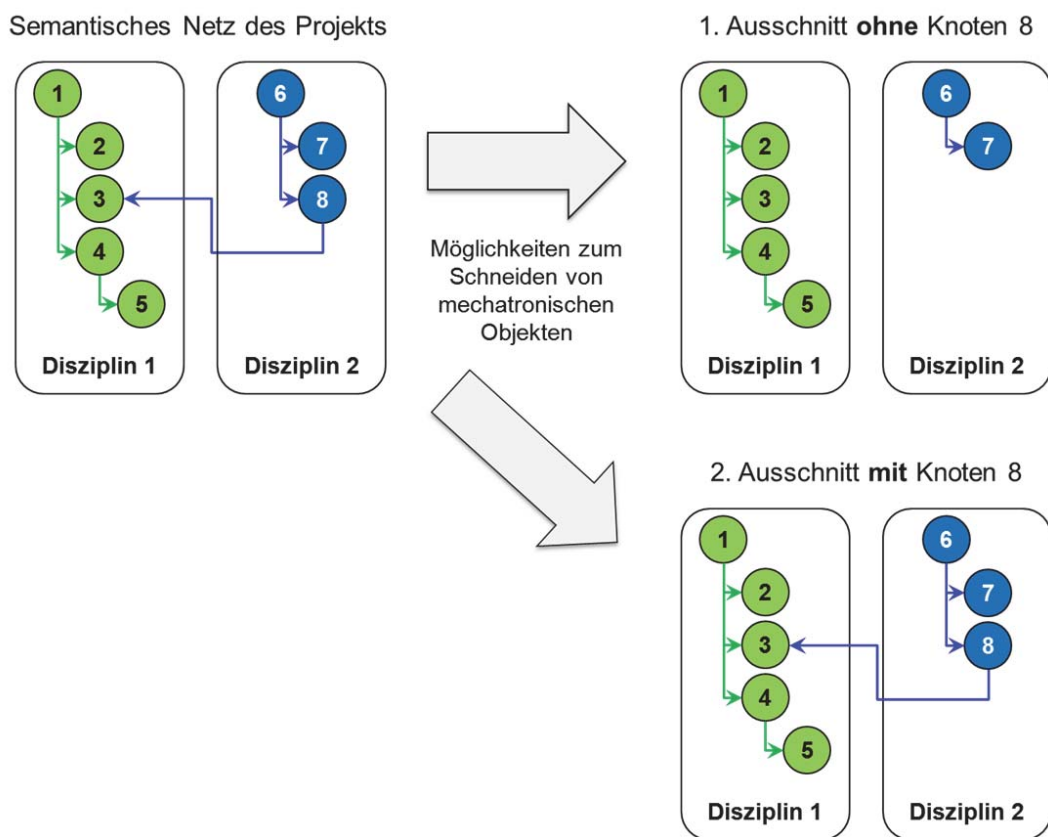 Semantisches Netz des Projekts
1
2
3
4
5
Disziplin 1
6
7
8
Disziplin 2
Möglichkeiten zum
Schneiden von
mechatronischen
Objekten
1. Ausschnitt ohne Knoten 8
1
2
3
4
5
Disziplin 1
6
7
Disziplin 2
2. Ausschnitt mit Knoten 8
1
2
3
4
5
Disziplin 1
6
7
8
Disziplin 2